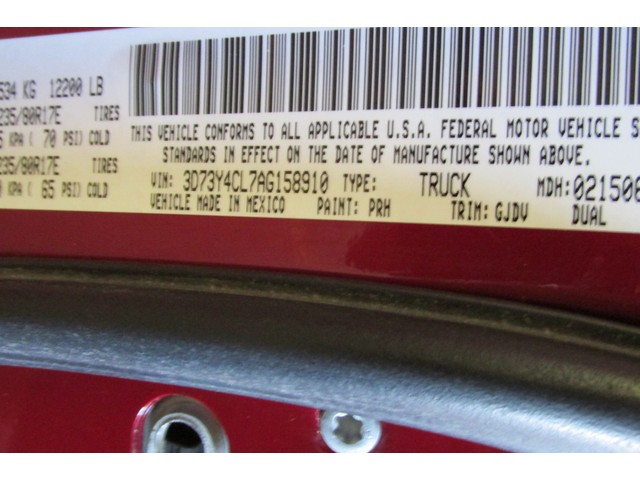 534 KG 12200 LB
235/80R17E TIRES
KPA ( 70 PSI) COLD
235/80R17E TIRES
KPA ( 65 PSI) COLD
THIS VEHICLE CONFORMS TO ALL APPLICABLE U.S.A. FEDERAL MOTOR VEHICLE S
STANDARDS IN EFFECT ON THE DATE OF MANUFACTURE SHOWN ABOVE.
VIN: 3D73Y4CL7AG158910 TYPE: TRUCK MDH: 021506
VEHICLE MADE IN MEXICO PAINT: PRH TRIM: GJDV DUAL